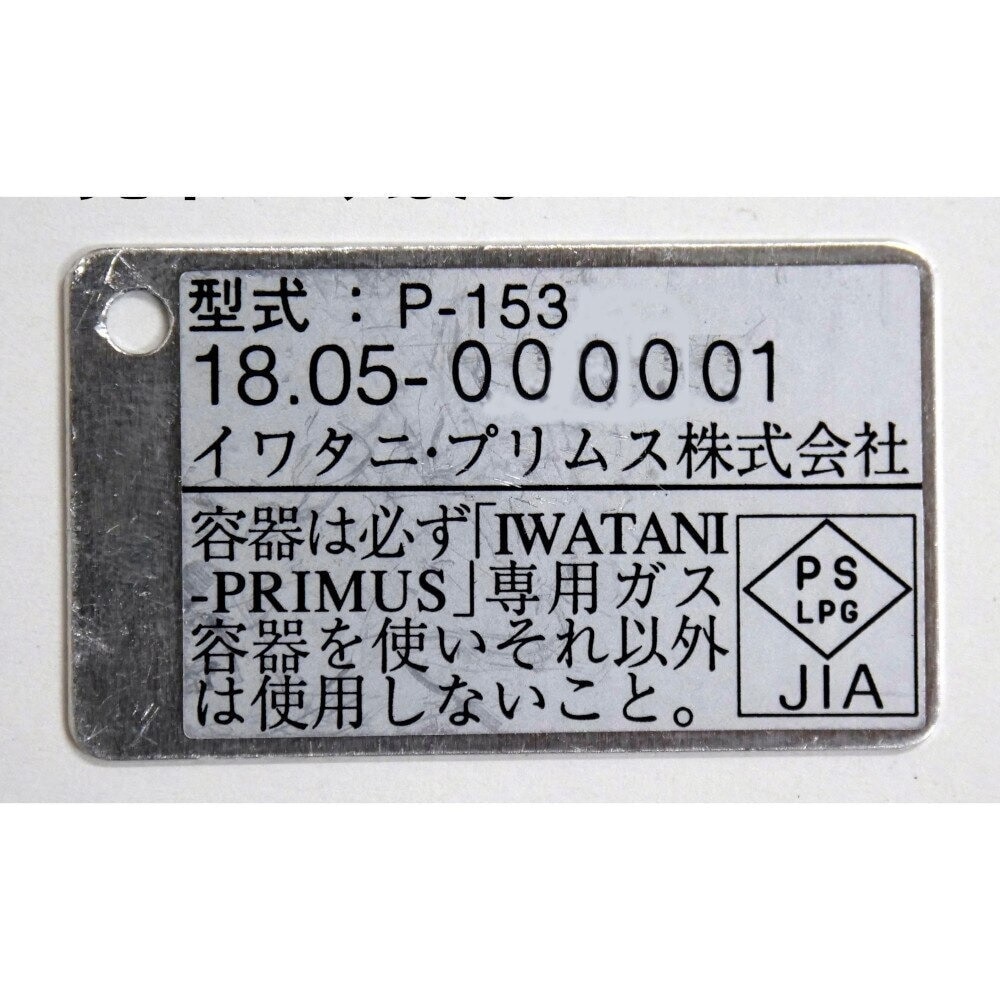 型式 : P-153
18.05-000001
イワタニ・プリムス株式会社
容器は必ず「IWATANI
-PRIMUS」専用ガス
容器を使いそれ以外
は使用しないこと。
PS
LPG
JIA